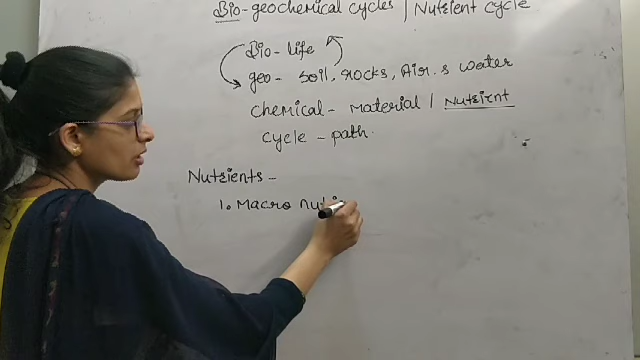 Bio-geochemical cycles / Nutrient cycle
Bio - life
geo - soil, rocks, Air & water
chemical - material / Nutrient
cycle - path.
Nutrients -
1. Macro nut